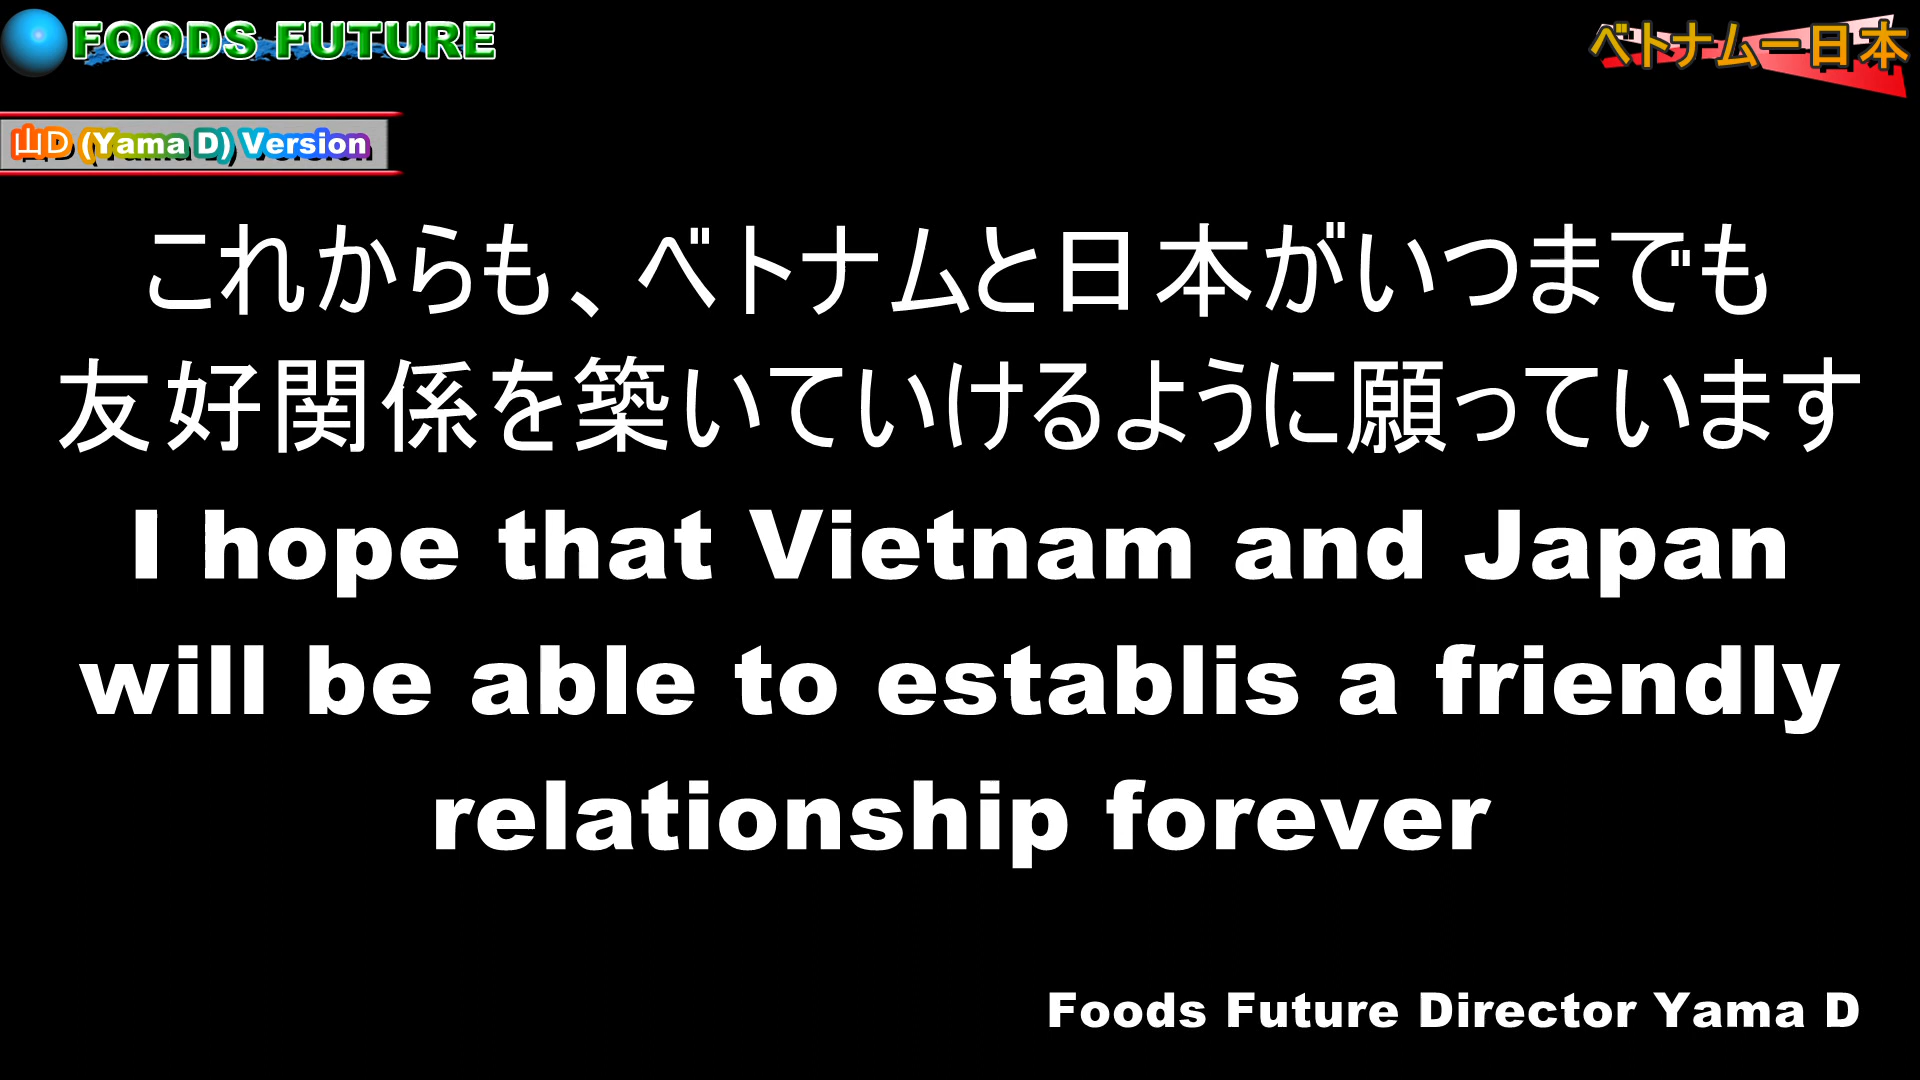 FOODS FUTURE
ベトナムー日本
山D (Yama D) Version
これからも、ベトナムと日本がいつまでも
友好関係を築いていけるように願っています
I hope that Vietnam and Japan
will be able to establis a friendly
relationship forever
Foods Future Director Yama D